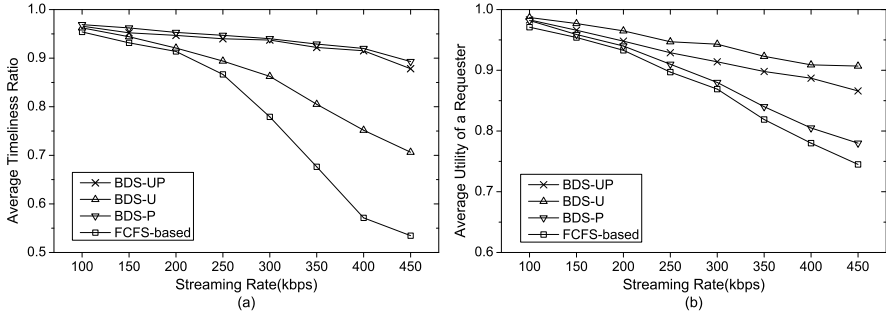 1.0
0.9
0.8
0.7
0.6
0.5
Average Timeliness Ratio
BDS-UP
BDS-U
BDS-P
FCFS-based
100 150 200 250 300 350 400 450
Streaming Rate(kbps)
(a)
1.0
0.9
0.8
0.7
0.6
Average Utility of a Requester
BDS-UP
BDS-U
BDS-P
FCFS-based
100 150 200 250 300 350 400 450
Streaming Rate(kbps)
(b)